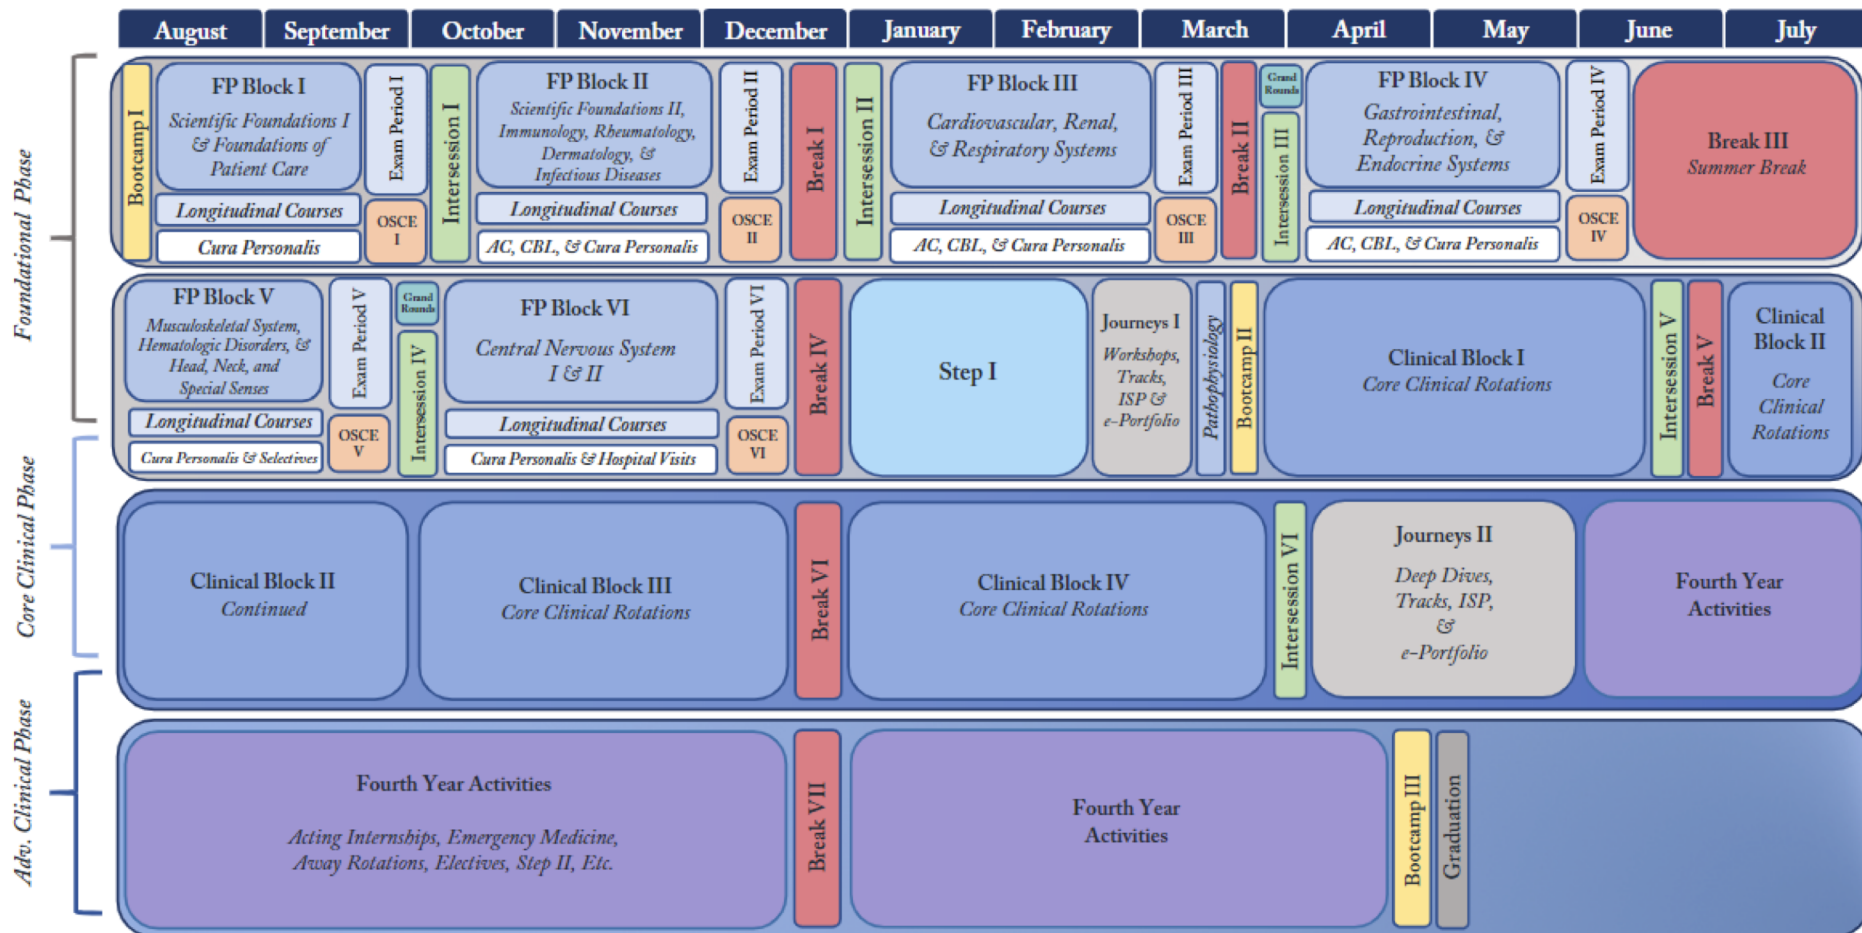 August September October November December January February March April May June July
Foundational Phase
Bootcamp I
FP Block I
Scientific Foundations I
& Foundations of
Patient Care
Longitudinal Courses
Cura Personalis
Exam Period I
OSCE
I
Intersession I
FP Block II
Scientific Foundations II,
Immunology, Rheumatology,
Dermatology, &
Infectious Diseases
Longitudinal Courses
AC, CBL, & Cura Personalis
Exam Period II
OSCE
II
Break I
Intersession II
FP Block III
Cardiovascular, Renal,
& Respiratory Systems
Longitudinal Courses
AC, CBL, & Cura Personalis
Exam Period III
OSCE
III
Break II
Grand
Rounds
Intersession III
FP Block IV
Gastrointestinal,
Reproduction, &
Endocrine Systems
Longitudinal Courses
AC, CBL, & Cura Personalis
Exam Period IV
OSCE
IV
Break III
Summer Break
FP Block V
Musculoskeletal System,
Hematologic Disorders, &
Head, Neck, and
Special Senses
Longitudinal Courses
Cura Personalis & Selectives
Exam Period V
OSCE
V
Grand
Rounds
Intersession IV
FP Block VI
Central Nervous System
I & II
Longitudinal Courses
Cura Personalis & Hospital Visits
Exam Period VI
OSCE
VI
Break IV
Step I
Journeys I
Workshops,
Tracks,
ISP &
e-Portfolio
Pathophysiology
Bootcamp II
Clinical Block I
Core Clinical Rotations
Intersession V
Break V
Clinical
Block II
Core
Clinical
Rotations
Core Clinical Phase
Clinical Block II
Continued
Clinical Block III
Core Clinical Rotations
Break VI
Clinical Block IV
Core Clinical Rotations
Intersession VI
Journeys II
Deep Dives,
Tracks, ISP,
&
e-Portfolio
Fourth Year
Activities
Adv. Clinical Phase
Fourth Year Activities
Acting Internships, Emergency Medicine,
Away Rotations, Electives, Step II, Etc.
Break VII
Fourth Year
Activities
Bootcamp III
Graduation